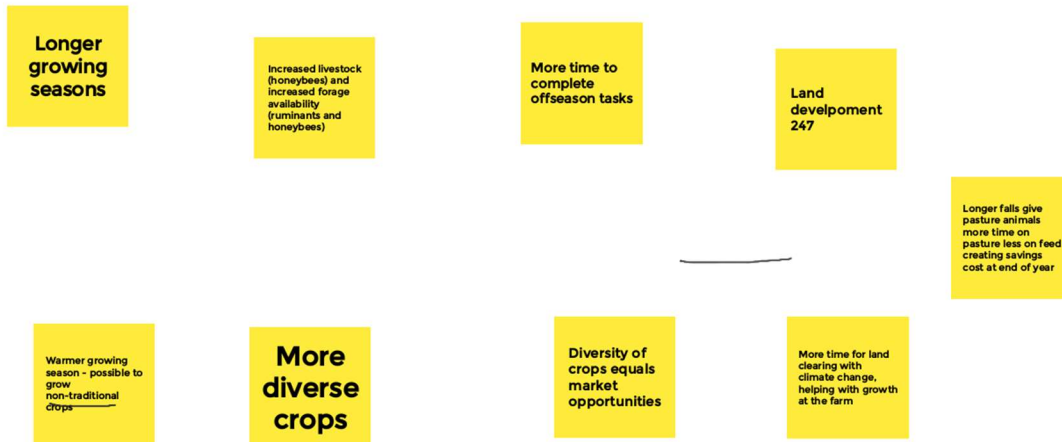 Longer
growing
seasons
Increased livestock
(honeybees) and
increased forage
availability
(ruminants and
honeybees)
More time to
complete
offseason tasks
Land
develpoment
247
Longer falls give
pasture animals
more time on
pasture less on feed
creating savings
cost at end of year
Warmer growing
season - possible to
grow
non-traditional
crops
More
diverse
crops
Diversity of
crops equals
market
opportunities
More time for land
clearing with
climate change,
helping with growth
at the farm